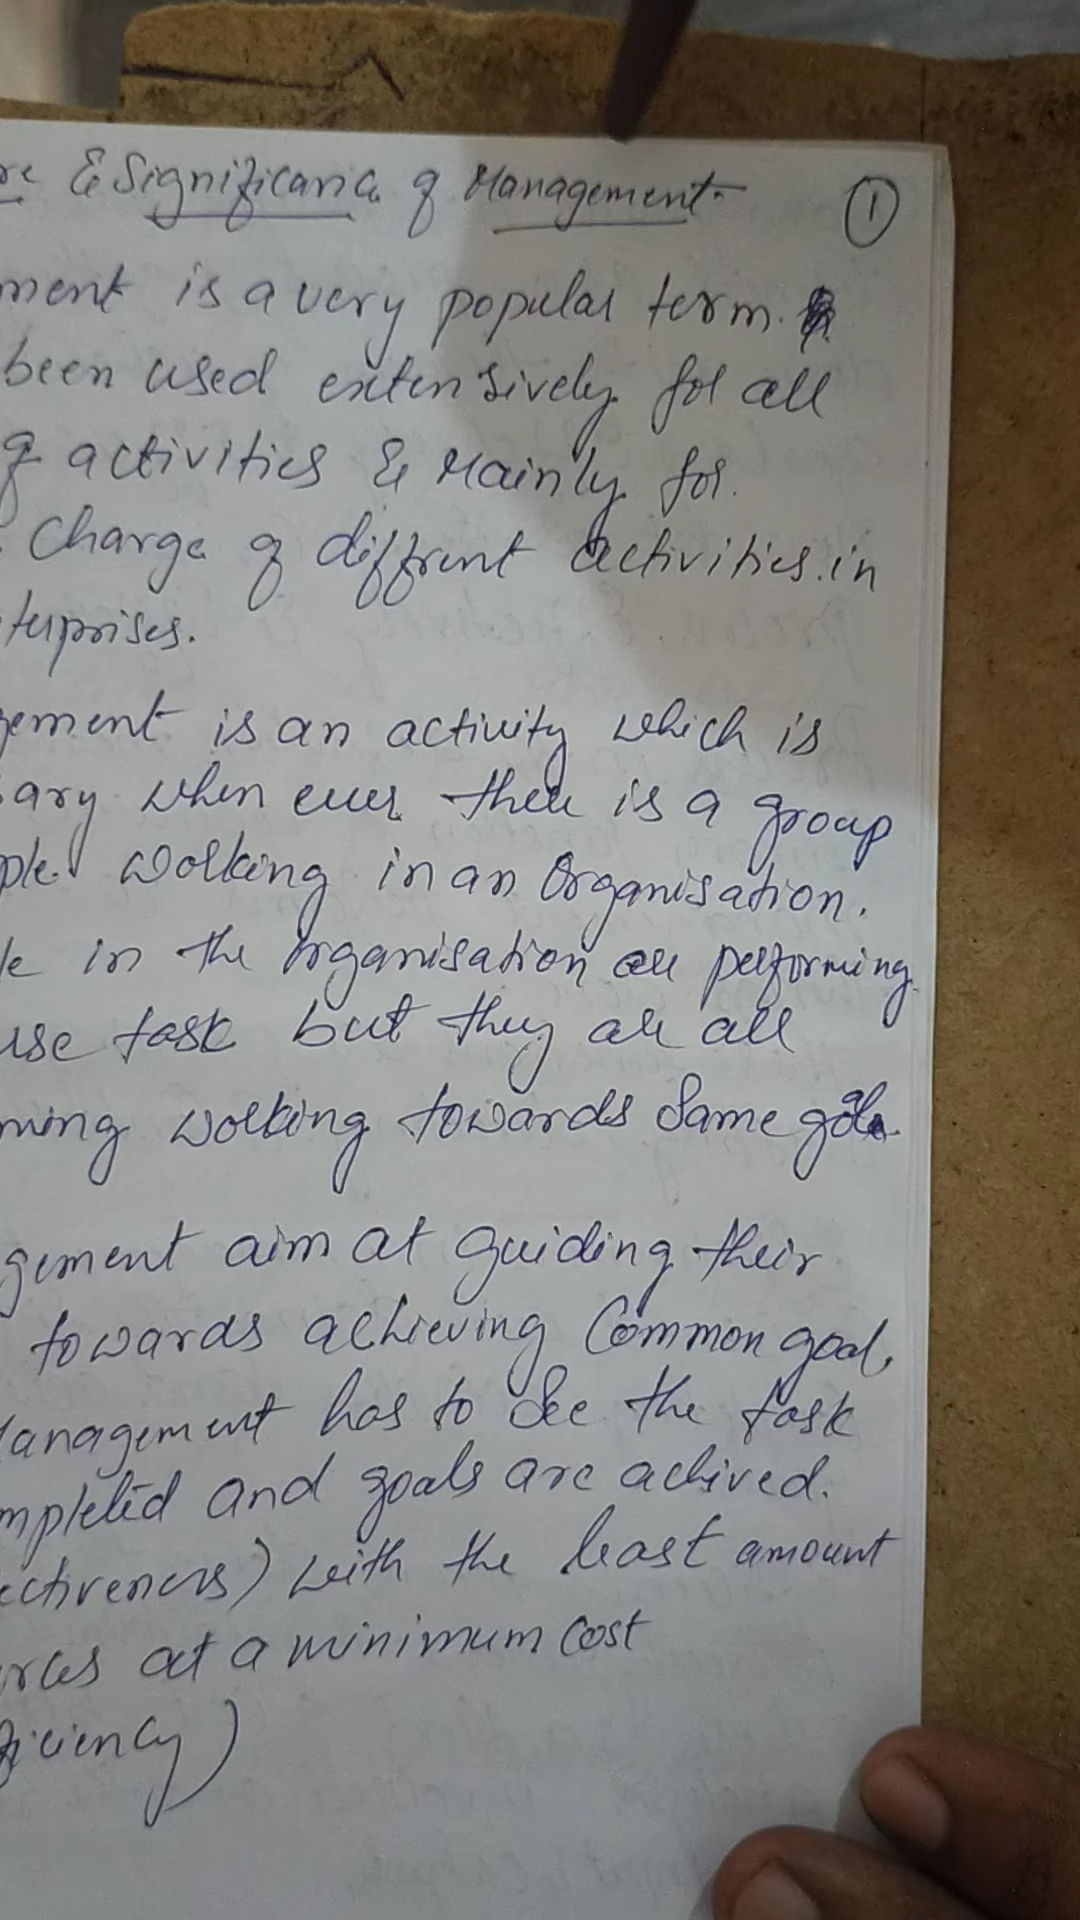 re & Significance of Management. 1
ment is a very popular term.
been used extensively for all
of activities & Mainly for.
Charge of diffrent activities in
terprises.
gement is an activity which is
ary when ever there is a group
ple working in an Organisation.
le in the Organisation are performing
rse task but they are all
ming working towards Same goal.
gement aim at guiding their
towards achieving Common goal,
Management has to See the task
mpleted and goals are achived.
ectiveness) with the least amount
rces at a minimum Cost
ficiency)